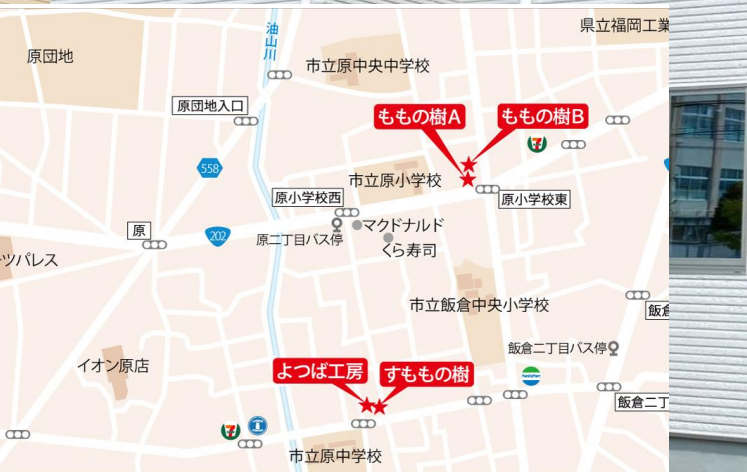 県立福岡工業
原団地
油山川
市立原中央中学校
原団地入口
ももの樹A
ももの樹B
7
558
市立原小学校
原小学校西
原小学校東
マクドナルド
原
202
原二丁目バス停
くら寿司
ツパレス
市立飯倉中央小学校
飯倉
飯倉二丁目バス停
イオン原店
よつば工房
すももの樹
FamilyMart
飯倉二丁
7
市立原中学校